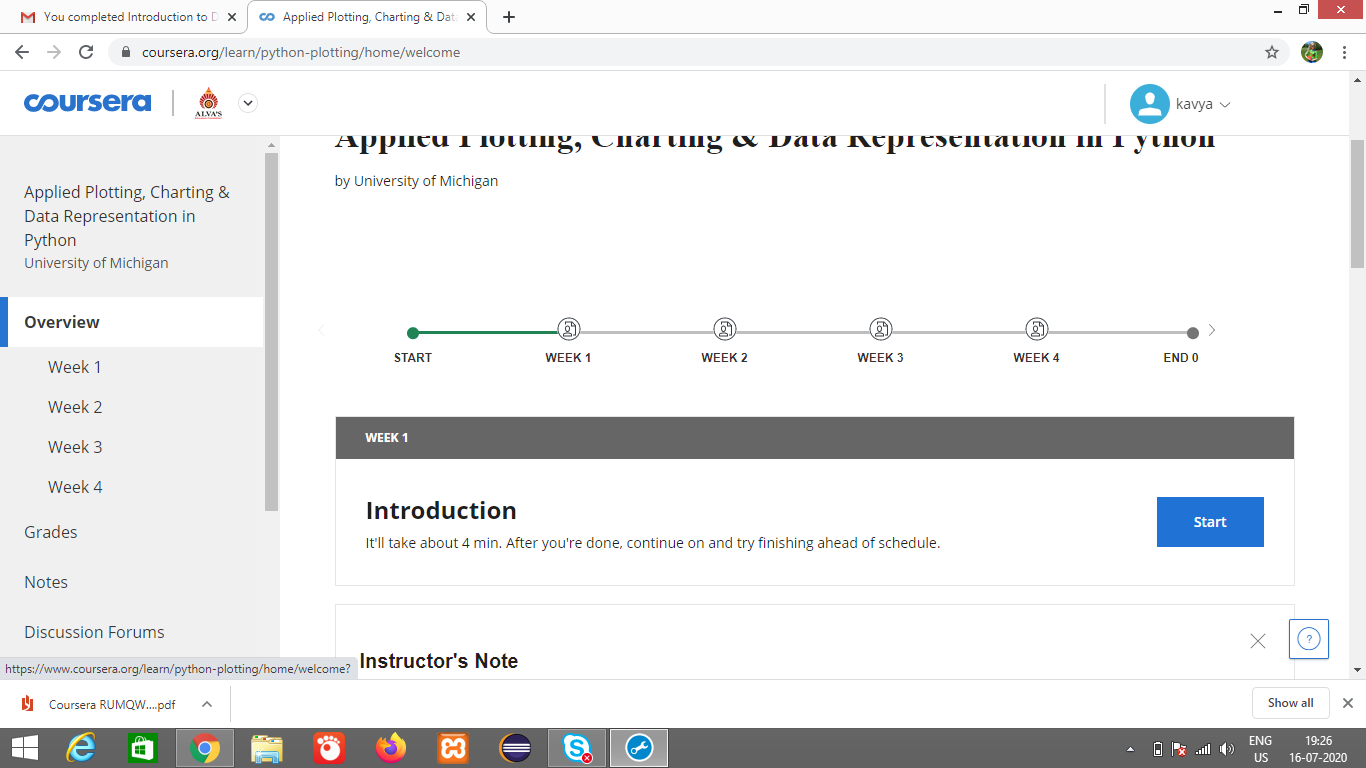 You completed Introduction to D
Applied Plotting, Charting & Data
coursera.org/learn/python-plotting/home/welcome
coursera
ALVA'S
kavya
Applied Plotting, Charting & Data Representation in Python
by University of Michigan
Applied Plotting, Charting &
Data Representation in
Python
University of Michigan
Overview
Week 1
Week 2
Week 3
Week 4
Grades
Notes
Discussion Forums
START
WEEK 1
WEEK 2
WEEK 3
WEEK 4
END 0
WEEK 1
Introduction
It'll take about 4 min. After you're done, continue on and try finishing ahead of schedule.
Start
Instructor's Note
?
https://www.coursera.org/learn/python-plotting/home/welcome?
Coursera RUMQW....pdf
Show all
ENG
US
19:26
16-07-2020